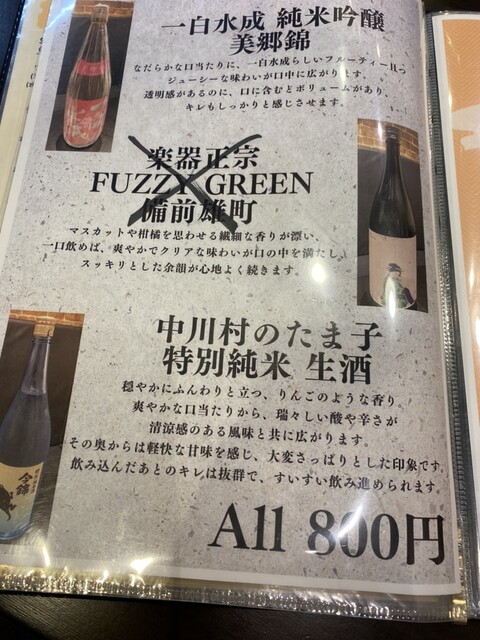 一白水成 純米吟醸
美郷錦
なだらかな口当たりに、一白水成らしいフルーティー且つ
ジューシーな味わいが口中に広がります。
透明感があるのに、口に含むとボリュームがあり、
キレもしっかりと感じさせます。
楽器正宗
FUZZY GREEN
備前雄町
マスカットや柑橘を思わせる繊細な香りが漂い、
一口飲めば、爽やかでクリアな味わいが口の中を満たし、
スッキリとした余韻が心地よく続きます。
中川村のたま子
特別純米 生酒
穏やかにふんわりと立つ、りんごのような香り
爽やかな口当たりから、瑞々しい酸や辛さが
清涼感のある風味と共に広がります。
その奥からは軽快な甘味を感じ、大変さっぱりとした印象です。
飲み込んだあとのキレは抜群で、すいすい飲み進められます。
今錦
All 800円